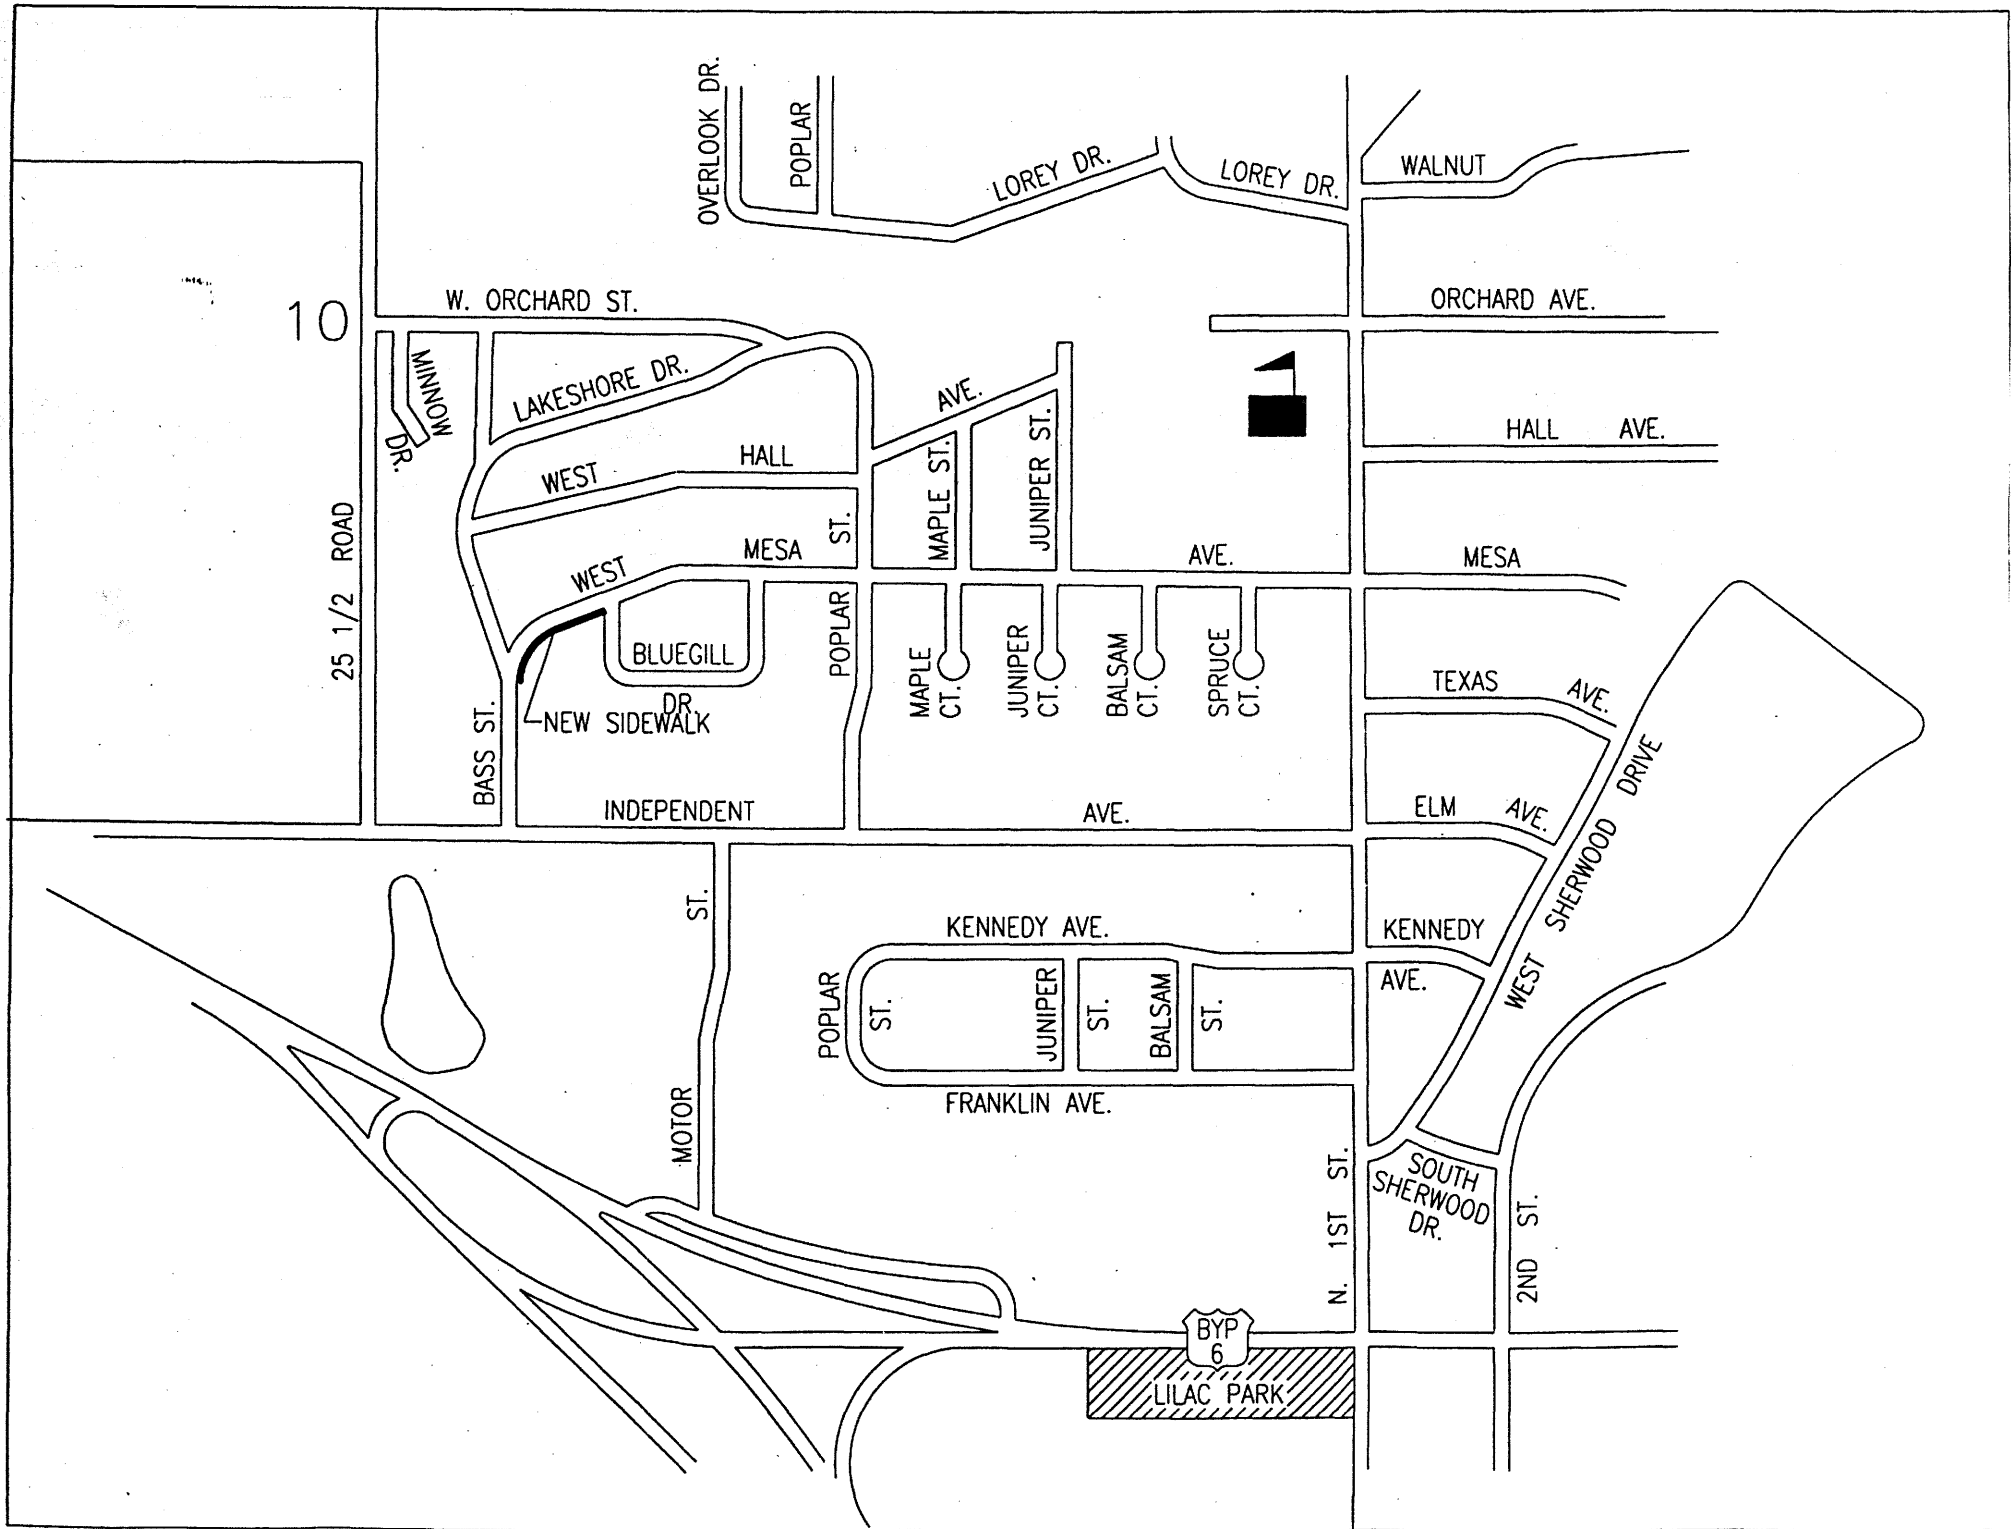 OVERLOOK DR.
POPLAR
LOREY DR.
LOREY DR.
WALNUT
10
W. ORCHARD ST.
ORCHARD AVE.
MINNOW
DR.
LAKESHORE DR.
AVE.
WEST
HALL
MAPLE ST.
JUNIPER ST.
HALL AVE.
25 1/2 ROAD
ST.
WEST
MESA
AVE.
MESA
POPLAR
BLUEGILL
DR.
NEW SIDEWALK
MAPLE
CT.
JUNIPER
CT.
BALSAM
CT.
SPRUCE
CT.
TEXAS
AVE.
BASS ST.
INDEPENDENT
AVE.
ELM
AVE.
WEST SHERWOOD DRIVE
MOTOR ST.
KENNEDY AVE.
KENNEDY
AVE.
POPLAR
ST.
JUNIPER
ST.
BALSAM
ST.
FRANKLIN AVE.
N. 1ST ST.
SOUTH
SHERWOOD
DR.
2ND ST.
BYP
6
LILAC PARK